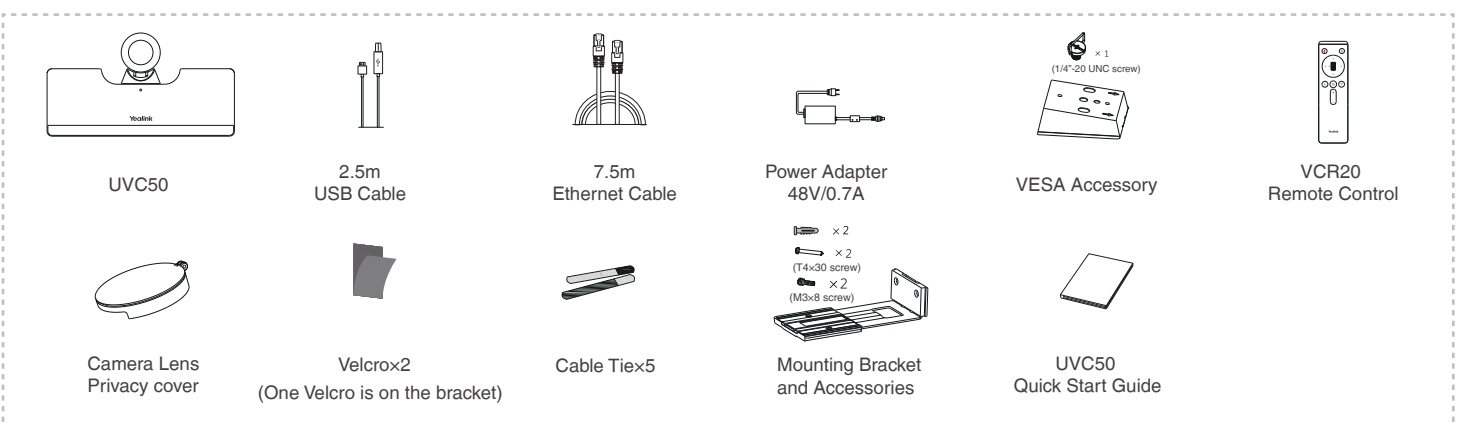 Yealink
UVC50
2.5m
USB Cable
7.5m
Ethernet Cable
Power Adapter
48V/0.7A
× 1
(1/4"-20 UNC screw)
VESA Accessory
Yealink
VCR20
Remote Control
Camera Lens
Privacy cover
Velcro×2
(One Velcro is on the bracket)
Cable Tie×5
× 2
× 2
(T4×30 screw)
×2
(M3×8 screw)
Mounting Bracket
and Accessories
UVC50
Quick Start Guide